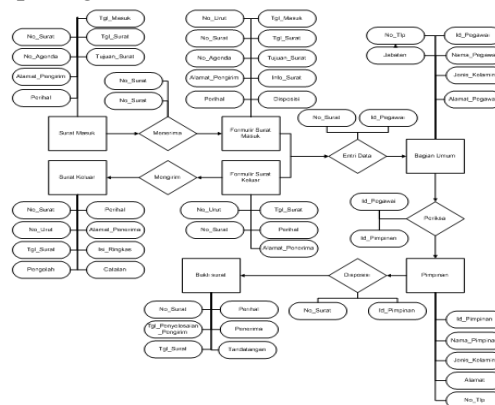 Tgl_Masuk
No_Surat
Tgl_Surat
No_Agenda
Tujuan_Surat
Alamat_Pengirim
Perihal
No_Urut
Tgl_Masuk
No_Surat
Tgl_Surat
No_Agenda
Tujuan_Surat
Alamat_Pengirim
Info_Surat
Perihal
Disposisi
No_Surat
No_Surat
No_Tlp
Id_Pegawai
Jabatan
Nama_Pegawai
Jenis_Kelamin
Alamat_Pegawai
No_Surat
Id_Pegawai
Surat Masuk
Menerima
Formulir Surat
Masuk
Entri Data
Bagian Umum
Surat Keluar
Mengirim
Formulir Surat
Keluar
No_Surat
Perihal
No_Urut
Alamat_Penerima
Tgl_Surat
Isi_Ringkas
Pengolah
Catatan
No_Urut
Tgl_Surat
No_Surat
Perihal
Alamat_Penerima
Id_Pegawai
Periksa
Id_Pimpinan
Bukti surat
Disposisi
Pimpinan
No_Surat
Id_Pimpinan
No_Surat
Perihal
Tgl_Penyelesaian
_Pengirim
Penerima
Tgl_Surat
Tandatangan
Id_Pimpinan
Nama_Pimpinan
Jenis_Kelamin
Alamat
No_Tlp